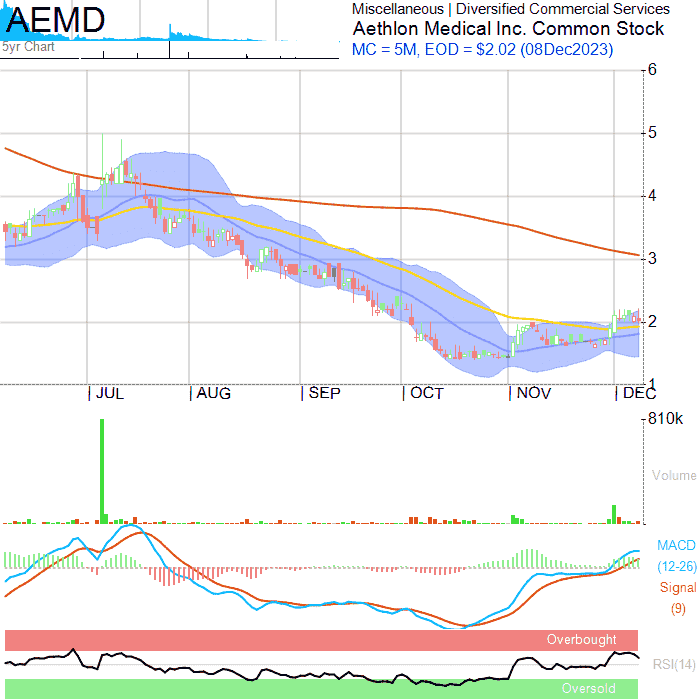 AEMD
5yr Chart
Miscellaneous | Diversified Commercial Services
Aethlon Medical Inc. Common Stock
MC = 5M, EOD = $2.02 (08Dec2023)
6
5
4
3
2
1
JUL
AUG
SEP
OCT
NOV
DEC
810k
Volume
MACD
(12-26)
Signal
(9)
Overbought
RSI(14)
Oversold